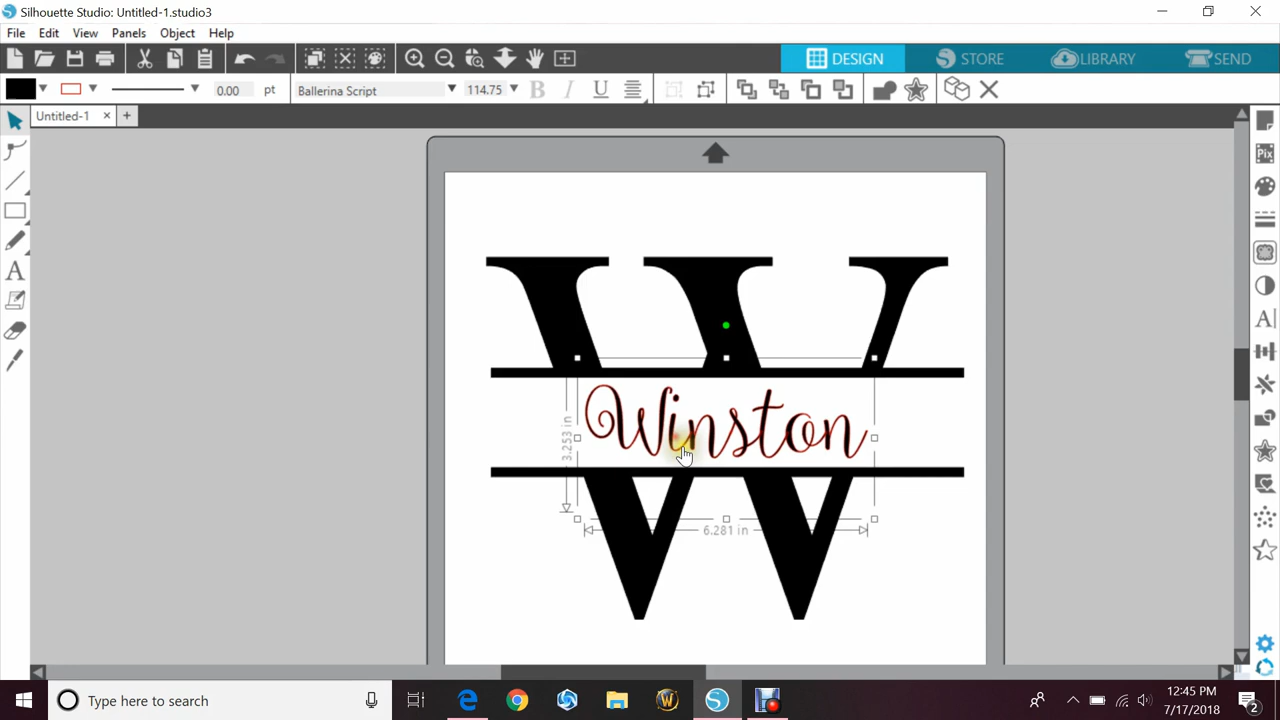 Silhouette Studio: Untitled-1.studio3
File Edit View Panels Object Help
DESIGN STORE LIBRARY SEND
0.00 pt Ballerina Script 114.75 B I U
Untitled-1 × +
Pix
A
A
W
Winston
3.253 in
6.281 in
Type here to search
12:45 PM
7/17/2018
2